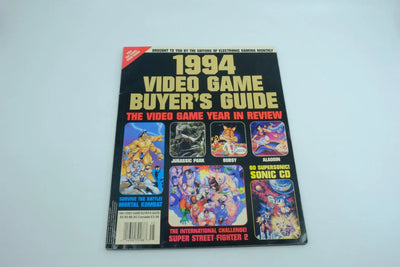 BROUGHT TO YOU BY THE EDITORS OF ELECTRONIC GAMING MONTHLY
1994
VIDEO GAME
BUYER'S GUIDE
THE VIDEO GAME YEAR IN REVIEW
JURASSIC PARK
BUBSY
ALADDIN
GO SUPERSONIC!
SONIC CD
SURVIVE THE BATTLE!
MORTAL KOMBAT
THE INTERNATIONAL CHALLENGE!
SUPER STREET FIGHTER 2